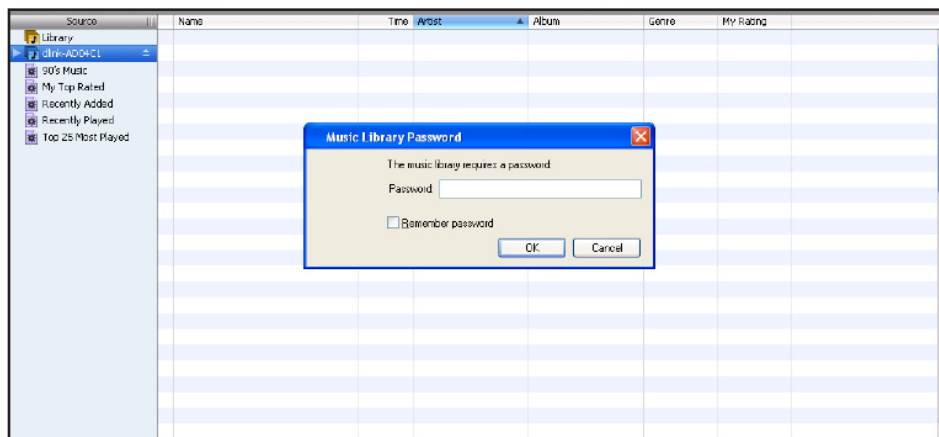 Source Name Time Artist Album Genre My Rating
Library
dlink-AD04C1
90's Music
My Top Rated
Recently Added
Recently Played
Top 25 Most Played
Music Library Password
The music library requires a password
Password
Remember password
OK Cancel